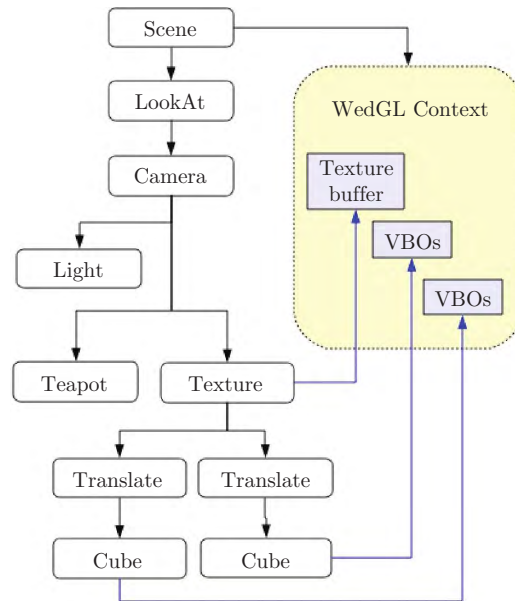 Scene
LookAt
WedGL Context
Camera
Texture
buffer
VBOs
Light
VBOs
Teapot
Texture
Translate
Translate
Cube
Cube